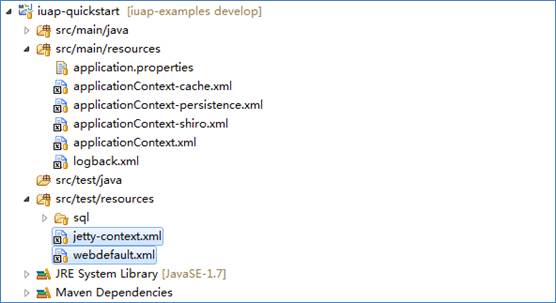 iuap-quickstart [iuap-examples develop]
src/main/java
src/main/resources
application.properties
applicationContext-cache.xml
applicationContext-persistence.xml
applicationContext-shiro.xml
applicationContext.xml
logback.xml
src/test/java
src/test/resources
sql
jetty-context.xml
webdefault.xml
JRE System Library [JavaSE-1.7]
Maven Dependencies